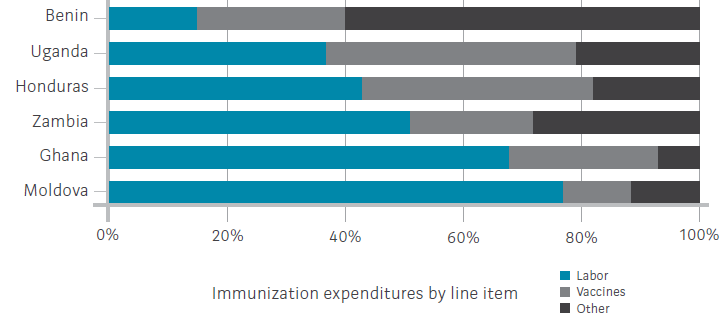 Benin
Uganda
Honduras
Zambia
Ghana
Moldova
0% 20% 40% 60% 80% 100%
Immunization expenditures by line item
Labor
Vaccines
Other